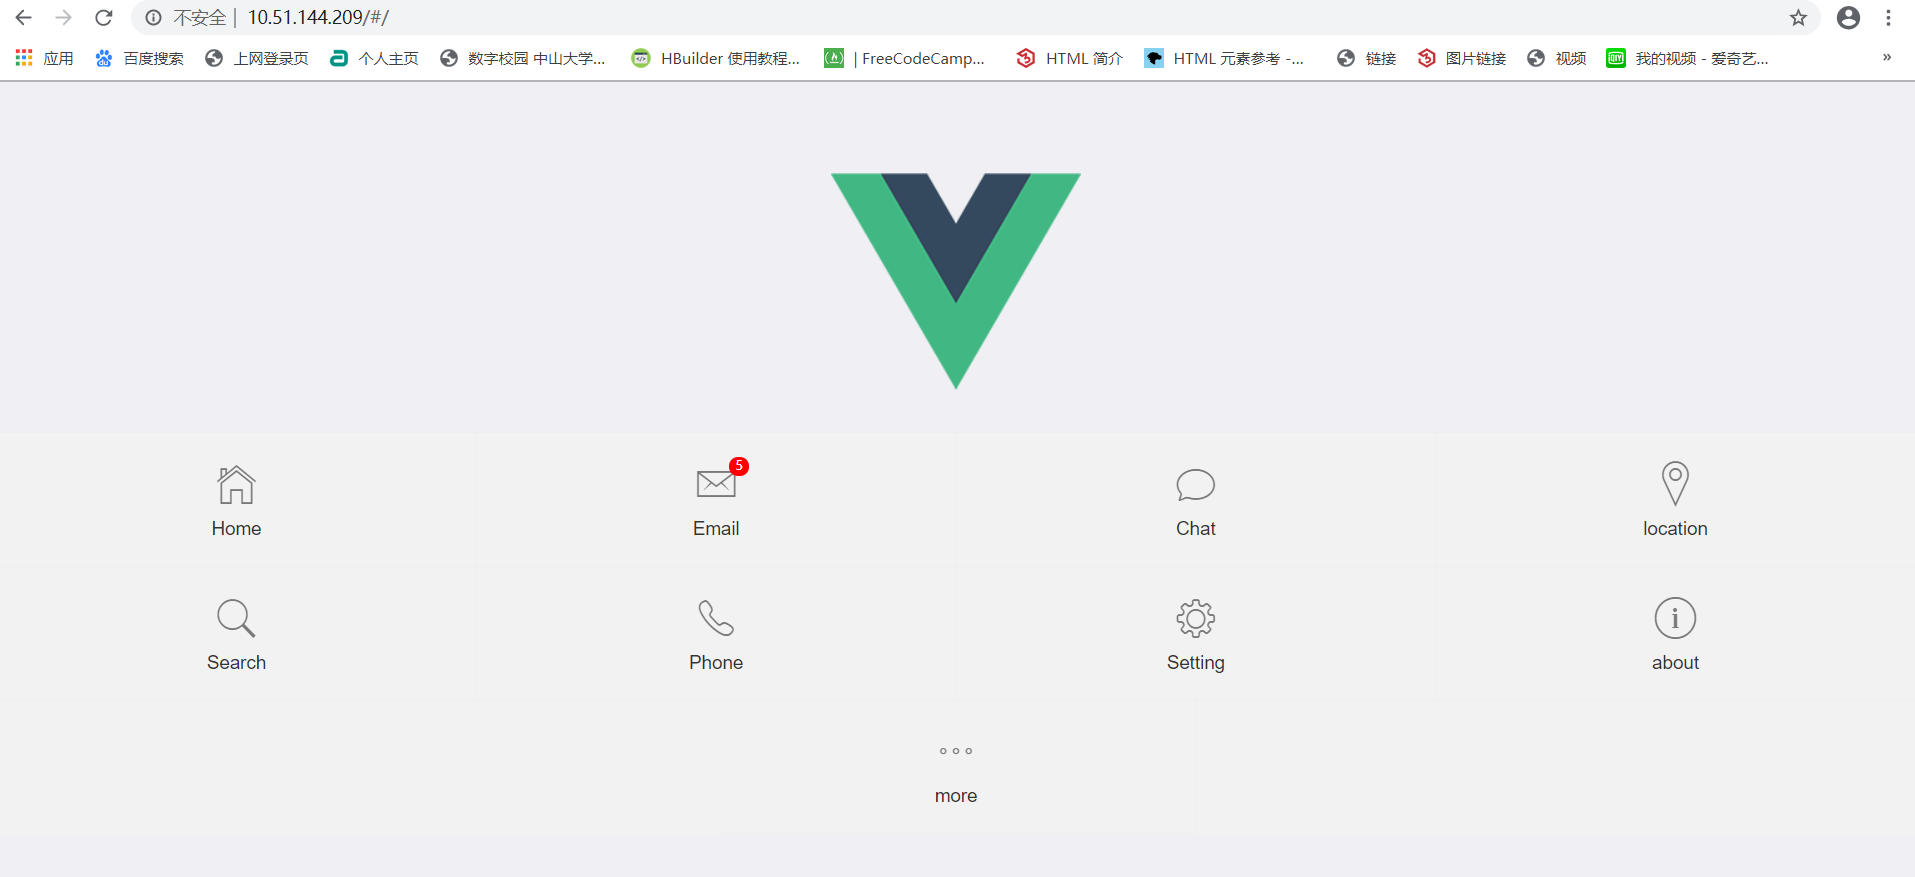 不安全 | 10.51.144.209/#/
应用 百度搜索 上网登录页 个人主页 数字校园 中山大学... HBuilder 使用教程... | FreeCodeCamp... HTML 简介 HTML 元素参考 -... 链接 图片链接 视频 我的视频 - 爱奇艺... »
5
Home Email Chat location
Search Phone Setting about
more